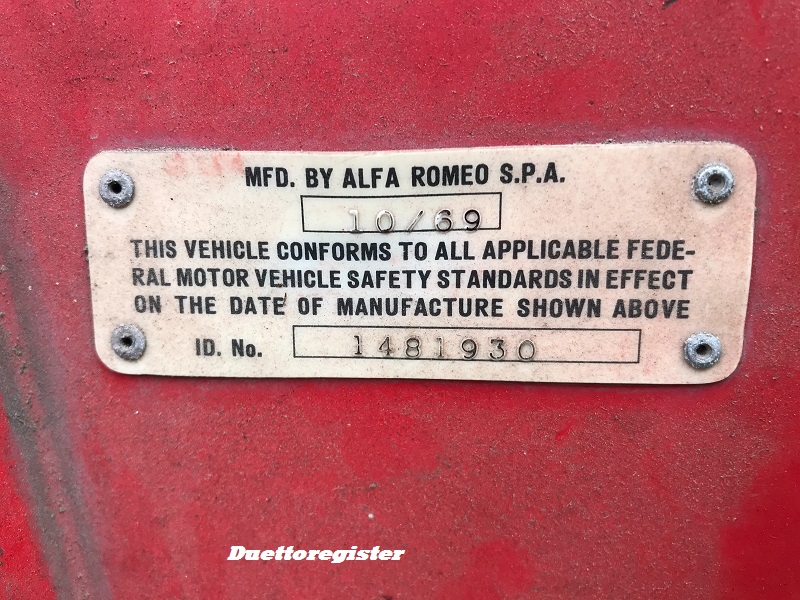 MFD. BY ALFA ROMEO S.P.A.
10/69
THIS VEHICLE CONFORMS TO ALL APPLICABLE FEDE-
RAL MOTOR VEHICLE SAFETY STANDARDS IN EFFECT
ON THE DATE OF MANUFACTURE SHOWN ABOVE
ID. No. 1481930
Duettoregister